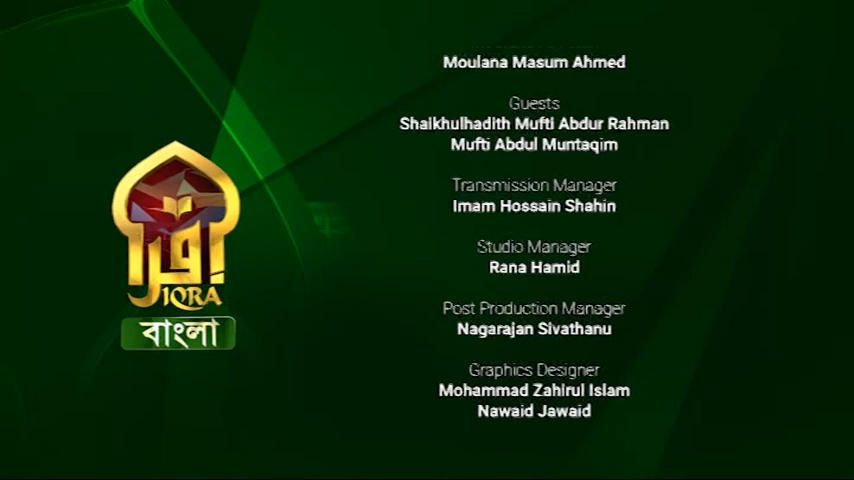 Moulana Masum Ahmed
Guests
Shaikhulhadith Mufti Abdur Rahman
Mufti Abdul Muntaqim
Transmission Manager
Imam Hossain Shahin
Studio Manager
Rana Hamid
Post Production Manager
Nagarajan Sivathanu
Graphics Designer
Mohammad Zahirul Islam
Nawaid Jawaid
IQRA
বাংলা